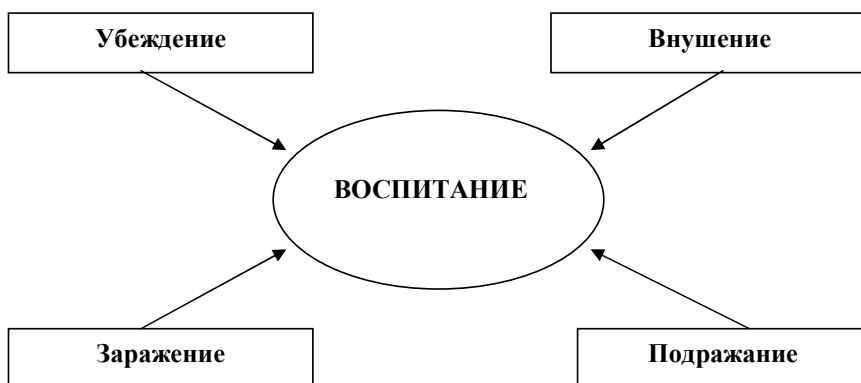 Убеждение
Внушение
ВОСПИТАНИЕ
Заражение
Подражание